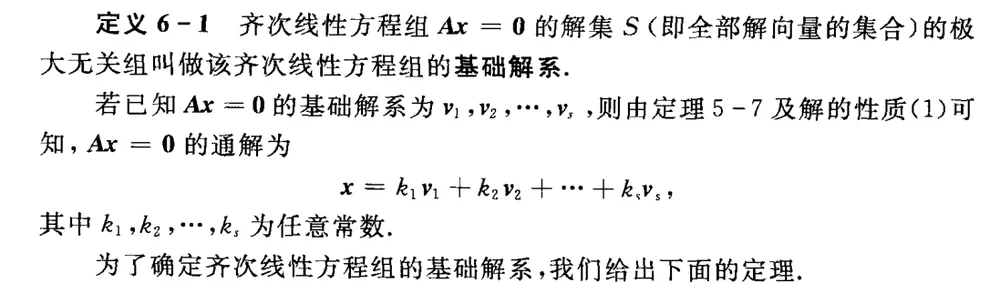 定义 6-1 齐次线性方程组 Ax = 0 的解集 S(即全部解向量的集合)的极
大无关组叫做该齐次线性方程组的基础解系.
若已知 Ax = 0 的基础解系为 v₁,v₂,⋯,vₛ,则由定理 5-7 及解的性质(1)可
知, Ax = 0 的通解为
x = k₁v₁ + k₂v₂ + ⋯ + kₛvₛ,
其中 k₁,k₂,⋯,kₛ 为任意常数.
为了确定齐次线性方程组的基础解系,我们给出下面的定理.